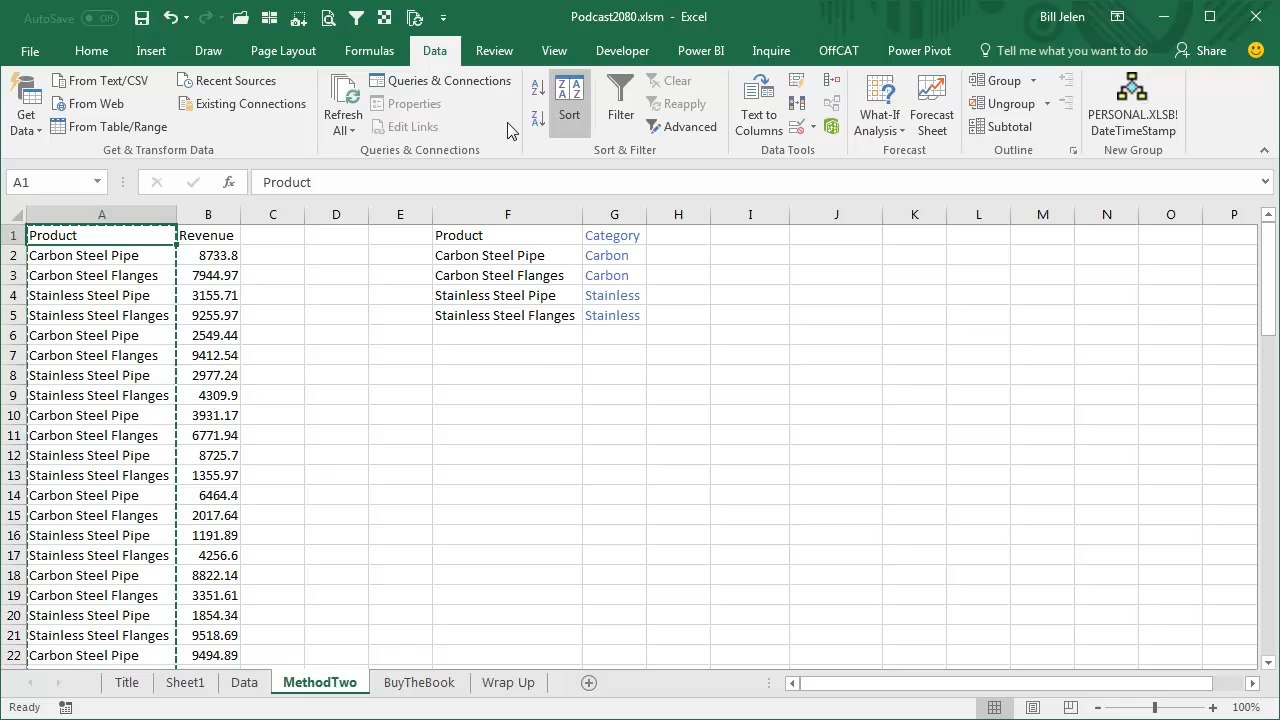 AutoSave Off Podcast2080.xlsm - Excel Bill Jelen
File Home Insert Draw Page Layout Formulas Data Review View Developer Power BI Inquire OffCAT Power Pivot Tell me what you want to do Share
Get Data
From Text/CSV
From Web
From Table/Range
Recent Sources
Existing Connections
Get & Transform Data
Refresh All
Queries & Connections
Properties
Edit Links
Queries & Connections
Sort
Filter
Clear
Reapply
Advanced
Sort & Filter
Text to Columns
Data Tools
What-If Analysis
Forecast Sheet
Forecast
Group
Ungroup
Subtotal
Outline
PERSONAL.XLSB!
DateTimeStamp
New Group
A1 fx Product
A B C D E F G H I J K L M N O P
1 Product Revenue Product Category
2 Carbon Steel Pipe 8733.8 Carbon Steel Pipe Carbon
3 Carbon Steel Flanges 7944.97 Carbon Steel Flanges Carbon
4 Stainless Steel Pipe 3155.71 Stainless Steel Pipe Stainless
5 Stainless Steel Flanges 9255.97 Stainless Steel Flanges Stainless
6 Carbon Steel Pipe 2549.44
7 Carbon Steel Flanges 9412.54
8 Stainless Steel Pipe 2977.24
9 Stainless Steel Flanges 4309.9
10 Carbon Steel Pipe 3931.17
11 Carbon Steel Flanges 6771.94
12 Stainless Steel Pipe 8725.7
13 Stainless Steel Flanges 1355.97
14 Carbon Steel Pipe 6464.4
15 Carbon Steel Flanges 2017.64
16 Stainless Steel Pipe 1191.89
17 Stainless Steel Flanges 4256.6
18 Carbon Steel Pipe 8822.14
19 Carbon Steel Flanges 3351.61
20 Stainless Steel Pipe 1854.34
21 Stainless Steel Flanges 9518.69
22 Carbon Steel Pipe 9494.89
Title Sheet1 Data MethodTwo BuyTheBook Wrap Up
Ready 100%